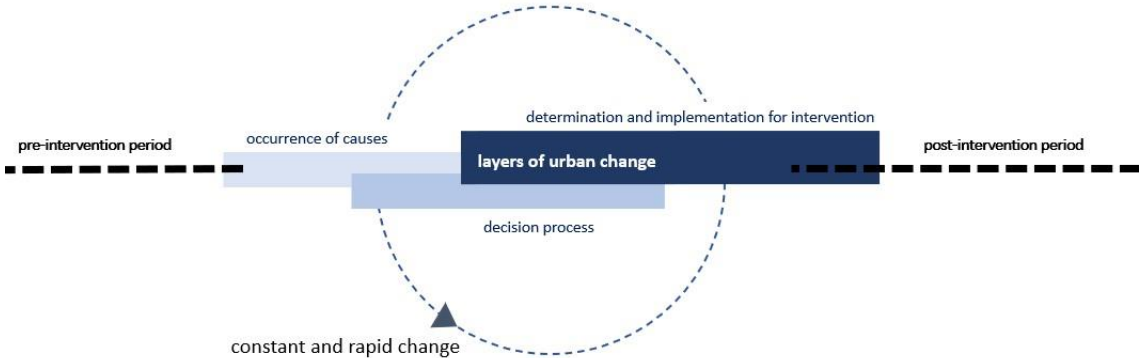 determination and implementation for intervention
occurrence of causes
pre-intervention period
post-intervention period
layers of urban change
decision process
constant and rapid change